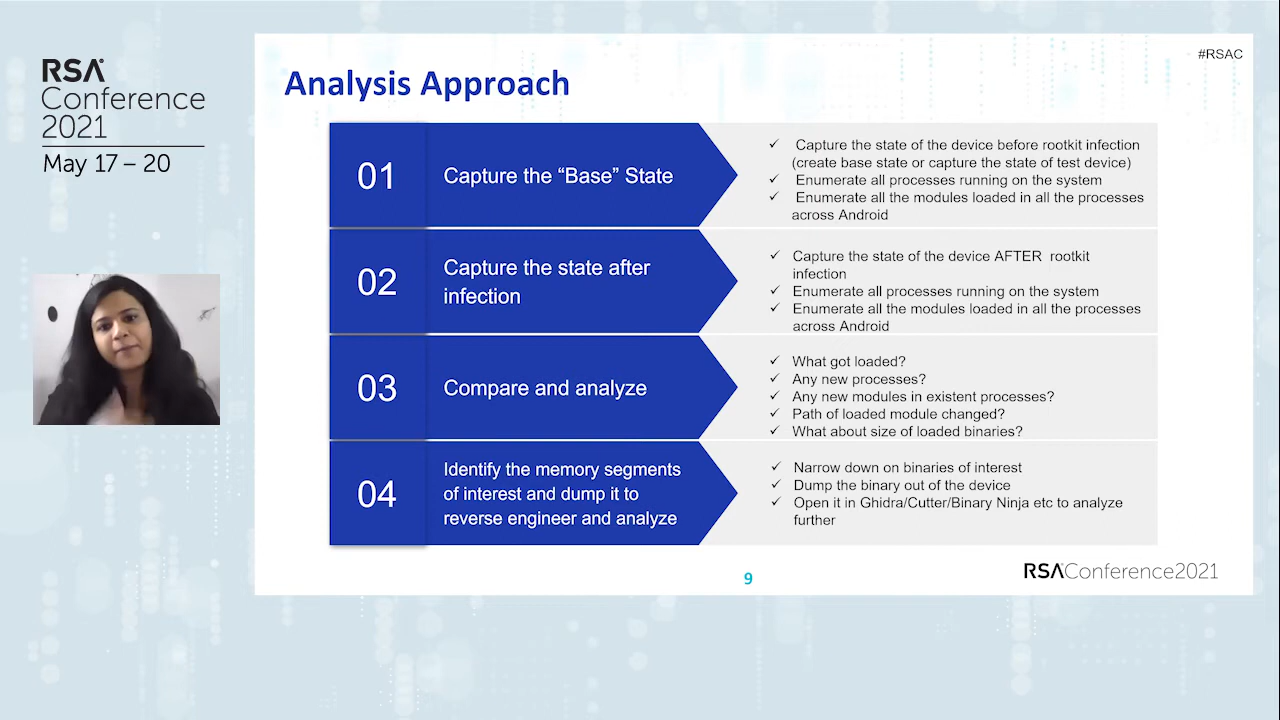 RSA
Conference
2021
May 17 – 20
#RSAC
Analysis Approach
01
Capture the “Base” State
✓ Capture the state of the device before rootkit infection
(create base state or capture the state of test device)
✓ Enumerate all processes running on the system
✓ Enumerate all the modules loaded in all the processes
across Android
02
Capture the state after
infection
✓ Capture the state of the device AFTER rootkit
infection
✓ Enumerate all processes running on the system
✓ Enumerate all the modules loaded in all the processes
across Android
03
Compare and analyze
✓ What got loaded?
✓ Any new processes?
✓ Any new modules in existent processes?
✓ Path of loaded module changed?
✓ What about size of loaded binaries?
04
Identify the memory segments
of interest and dump it to
reverse engineer and analyze
✓ Narrow down on binaries of interest
✓ Dump the binary out of the device
✓ Open it in Ghidra/Cutter/Binary Ninja etc to analyze
further
9
RSAConference2021